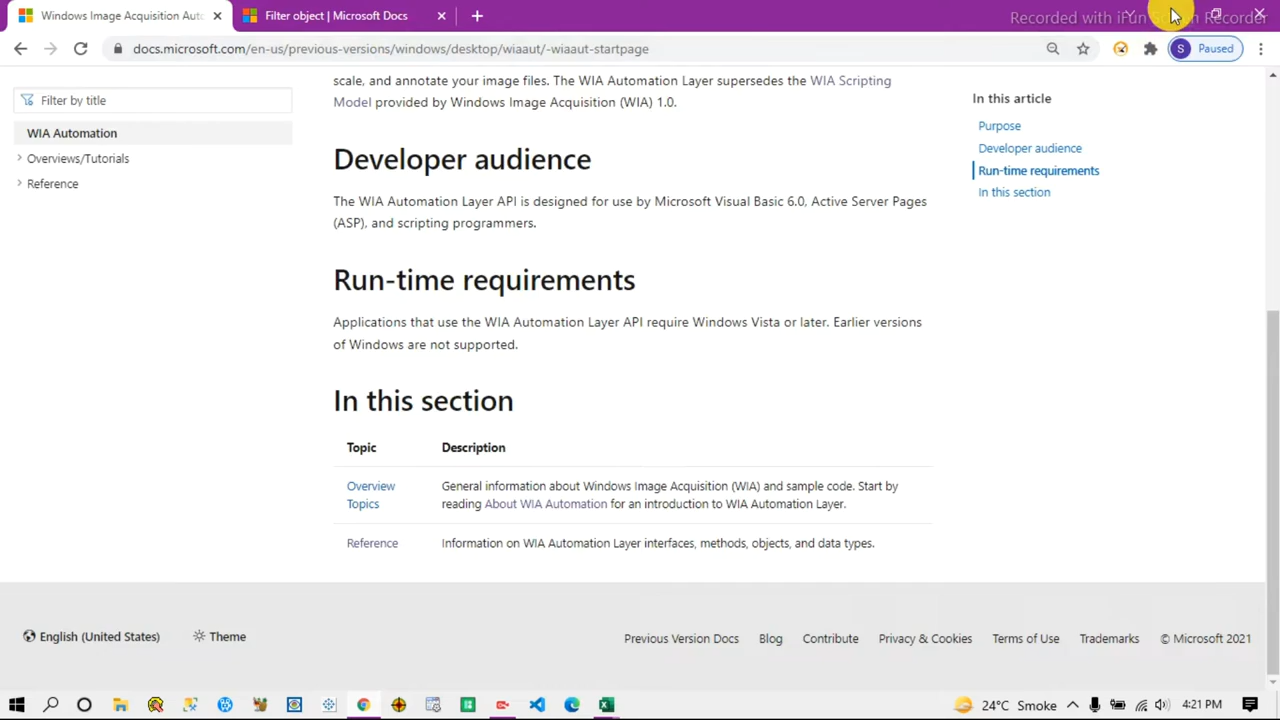 Windows Image Acquisition Auto
Filter object | Microsoft Docs
Recorded with iFun Screen Recorder
docs.microsoft.com/en-us/previous-versions/windows/desktop/wiaaut/-wiaaut-startpage
S
Paused
Filter by title
WIA Automation
Overviews/Tutorials
Reference
scale, and annotate your image files. The WIA Automation Layer supersedes the WIA Scripting
Model provided by Windows Image Acquisition (WIA) 1.0.
Developer audience
The WIA Automation Layer API is designed for use by Microsoft Visual Basic 6.0, Active Server Pages
(ASP), and scripting programmers.
Run-time requirements
Applications that use the WIA Automation Layer API require Windows Vista or later. Earlier versions
of Windows are not supported.
In this section
Topic Description
Overview Topics
General information about Windows Image Acquisition (WIA) and sample code. Start by
reading About WIA Automation for an introduction to WIA Automation Layer.
Reference Information on WIA Automation Layer interfaces, methods, objects, and data types.
In this article
Purpose
Developer audience
Run-time requirements
In this section
English (United States) Theme
Previous Version Docs Blog Contribute Privacy & Cookies Terms of Use Trademarks © Microsoft 2021
24°C Smoke 4:21 PM